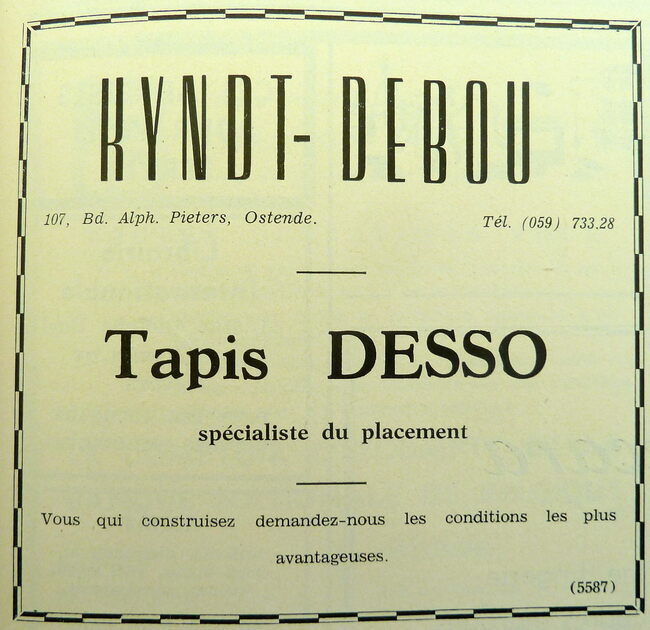 KYNDT-DEBOU
107, Bd. Alph. Pieters, Ostende. Tél. (059) 733.28
Tapis DESSO
spécialiste du placement
Vous qui construisez demandez-nous les conditions les plus
avantageuses.
(5587)